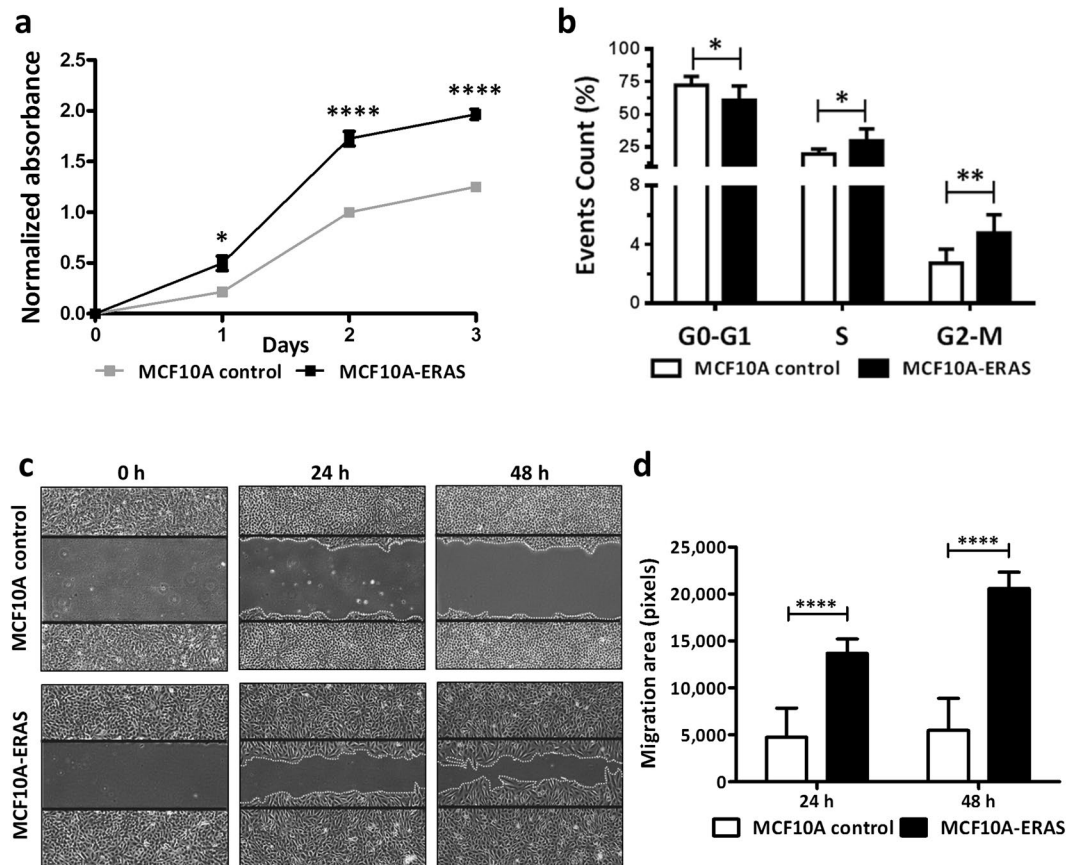 a
2.5
2.0
1.5
1.0
0.5
0.0
Normalized absorbance
*
****
****
0
1
2
3
Days
MCF10A control
MCF10A-ERAS
b
100
75
50
25
8
4
0
Events Count (%)
*
*
**
G0-G1
S
G2-M
MCF10A control
MCF10A-ERAS
c
0 h
24 h
48 h
MCF10A control
MCF10A-ERAS
d
25,000
20,000
15,000
10,000
5,000
0
Migration area (pixels)
****
****
24 h
48 h
MCF10A control
MCF10A-ERAS